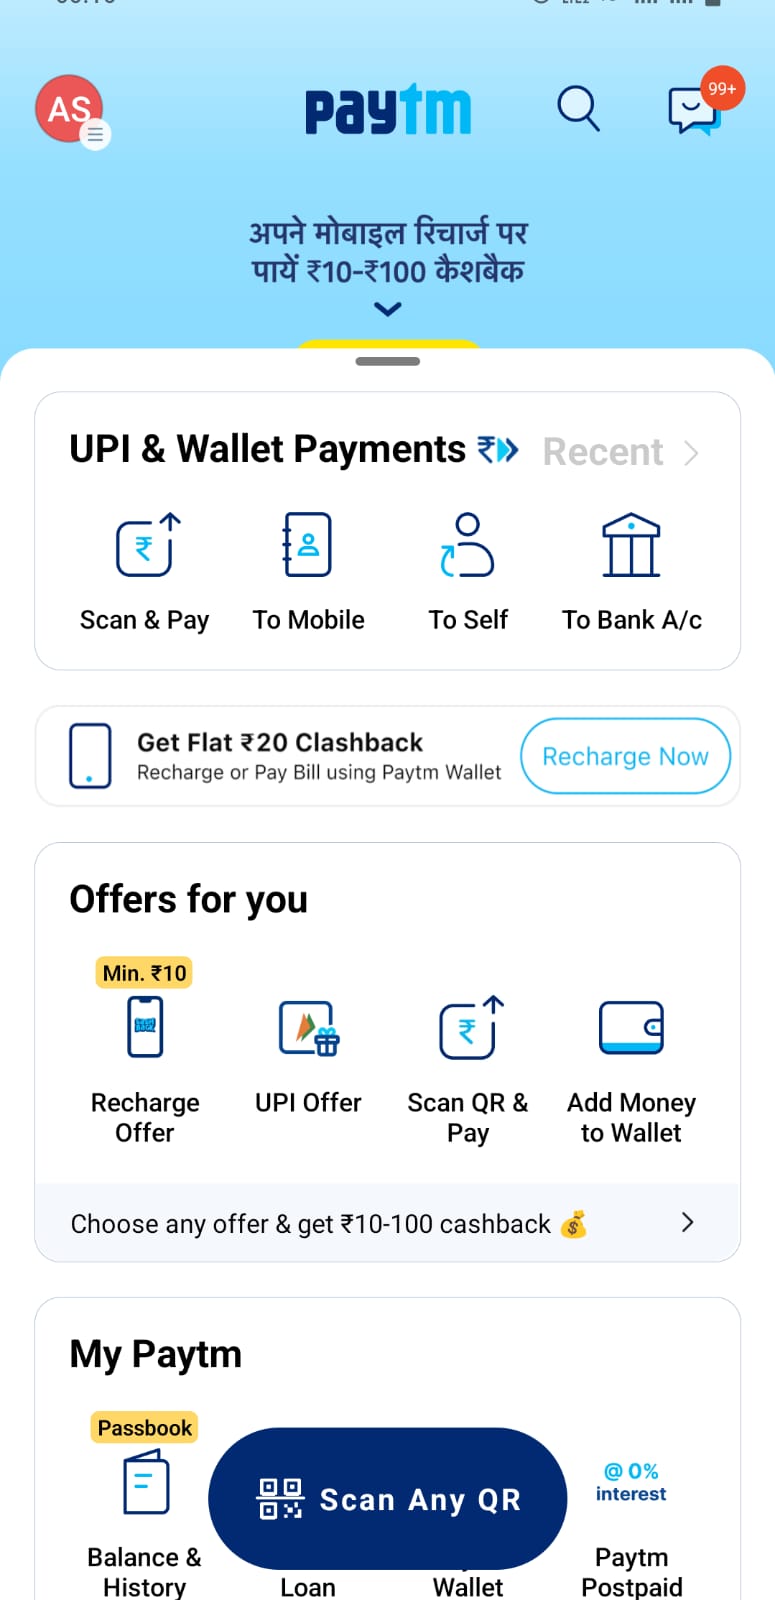 AS
paytm
99+
अपने मोबाइल रिचार्ज पर
पायें ₹10-₹100 कैशबैक
UPI & Wallet Payments
Recent
Scan & Pay
To Mobile
To Self
To Bank A/c
Get Flat ₹20 Clashback
Recharge or Pay Bill using Paytm Wallet
Recharge Now
Offers for you
Min. ₹10
Recharge
Offer
UPI Offer
Scan QR &
Pay
Add Money
to Wallet
Choose any offer & get ₹10-100 cashback
My Paytm
Passbook
Balance &
History
Scan Any QR
Loan
Wallet
@ 0%
interest
Paytm
Postpaid